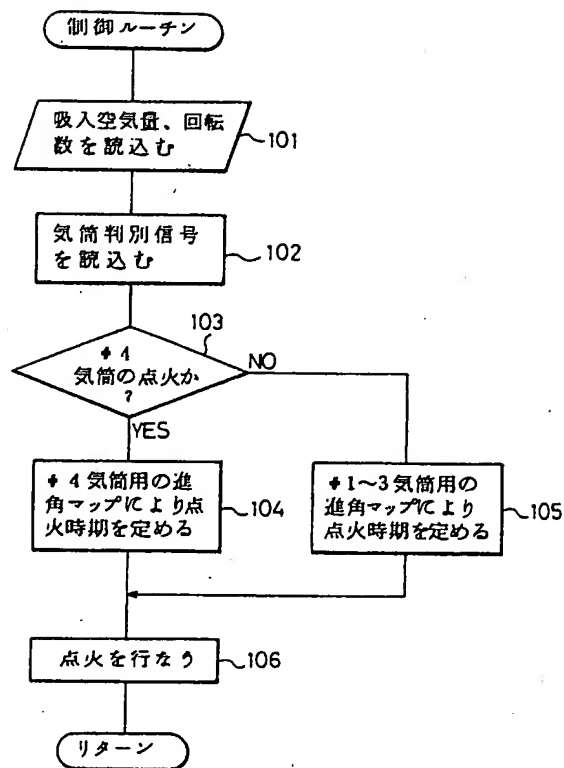 制御ルーチン
吸入空気量、回転
数を読込む
101
気筒判別信号
を読込む
102
103
#4
気筒の点火か
?
NO
YES
#4気筒用の進
角マップにより点
火時期を定める
104
#1~3気筒用の
進角マップにより
点火時期を定める
105
点火を行なう
106
リターン